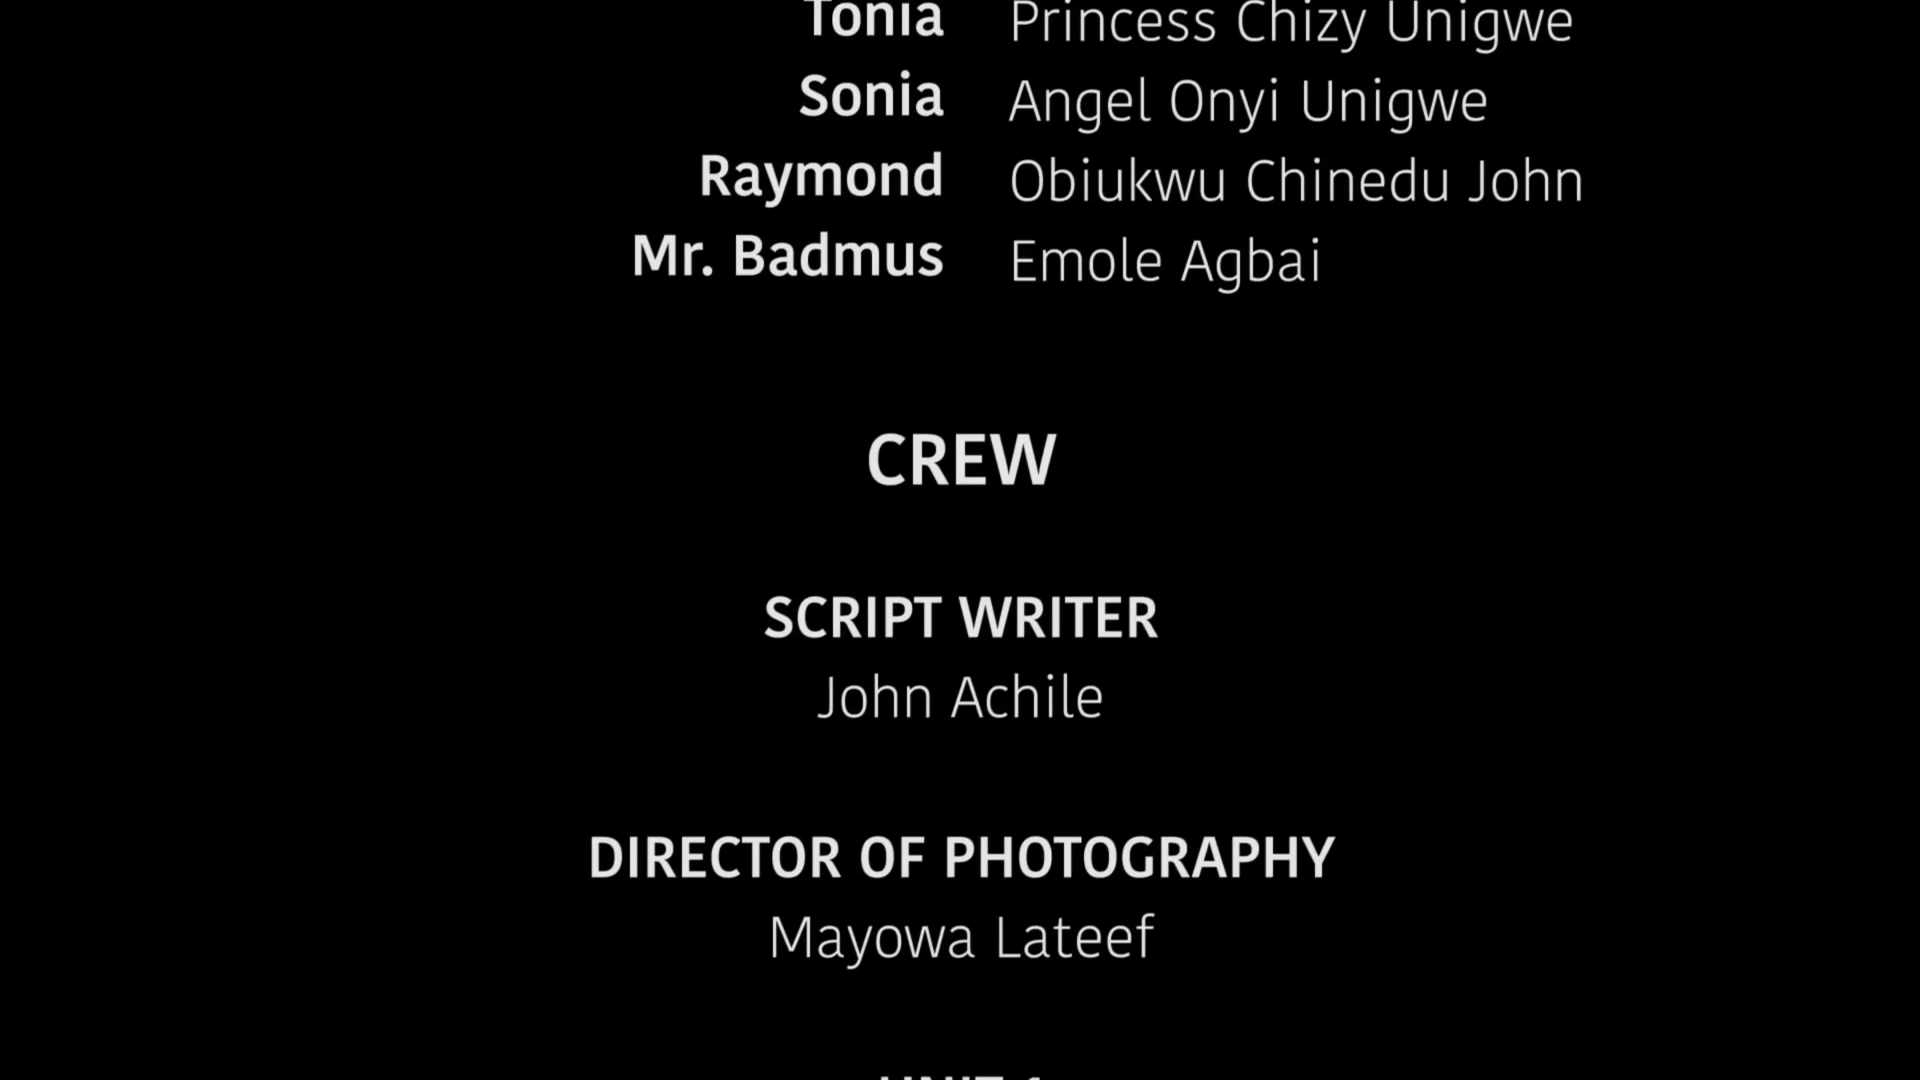 Tonia Princess Chizy Unigwe
Sonia Angel Onyi Unigwe
Raymond Obiukwu Chinedu John
Mr. Badmus Emole Agbai
CREW
SCRIPT WRITER
John Achile
DIRECTOR OF PHOTOGRAPHY
Mayowa Lateef